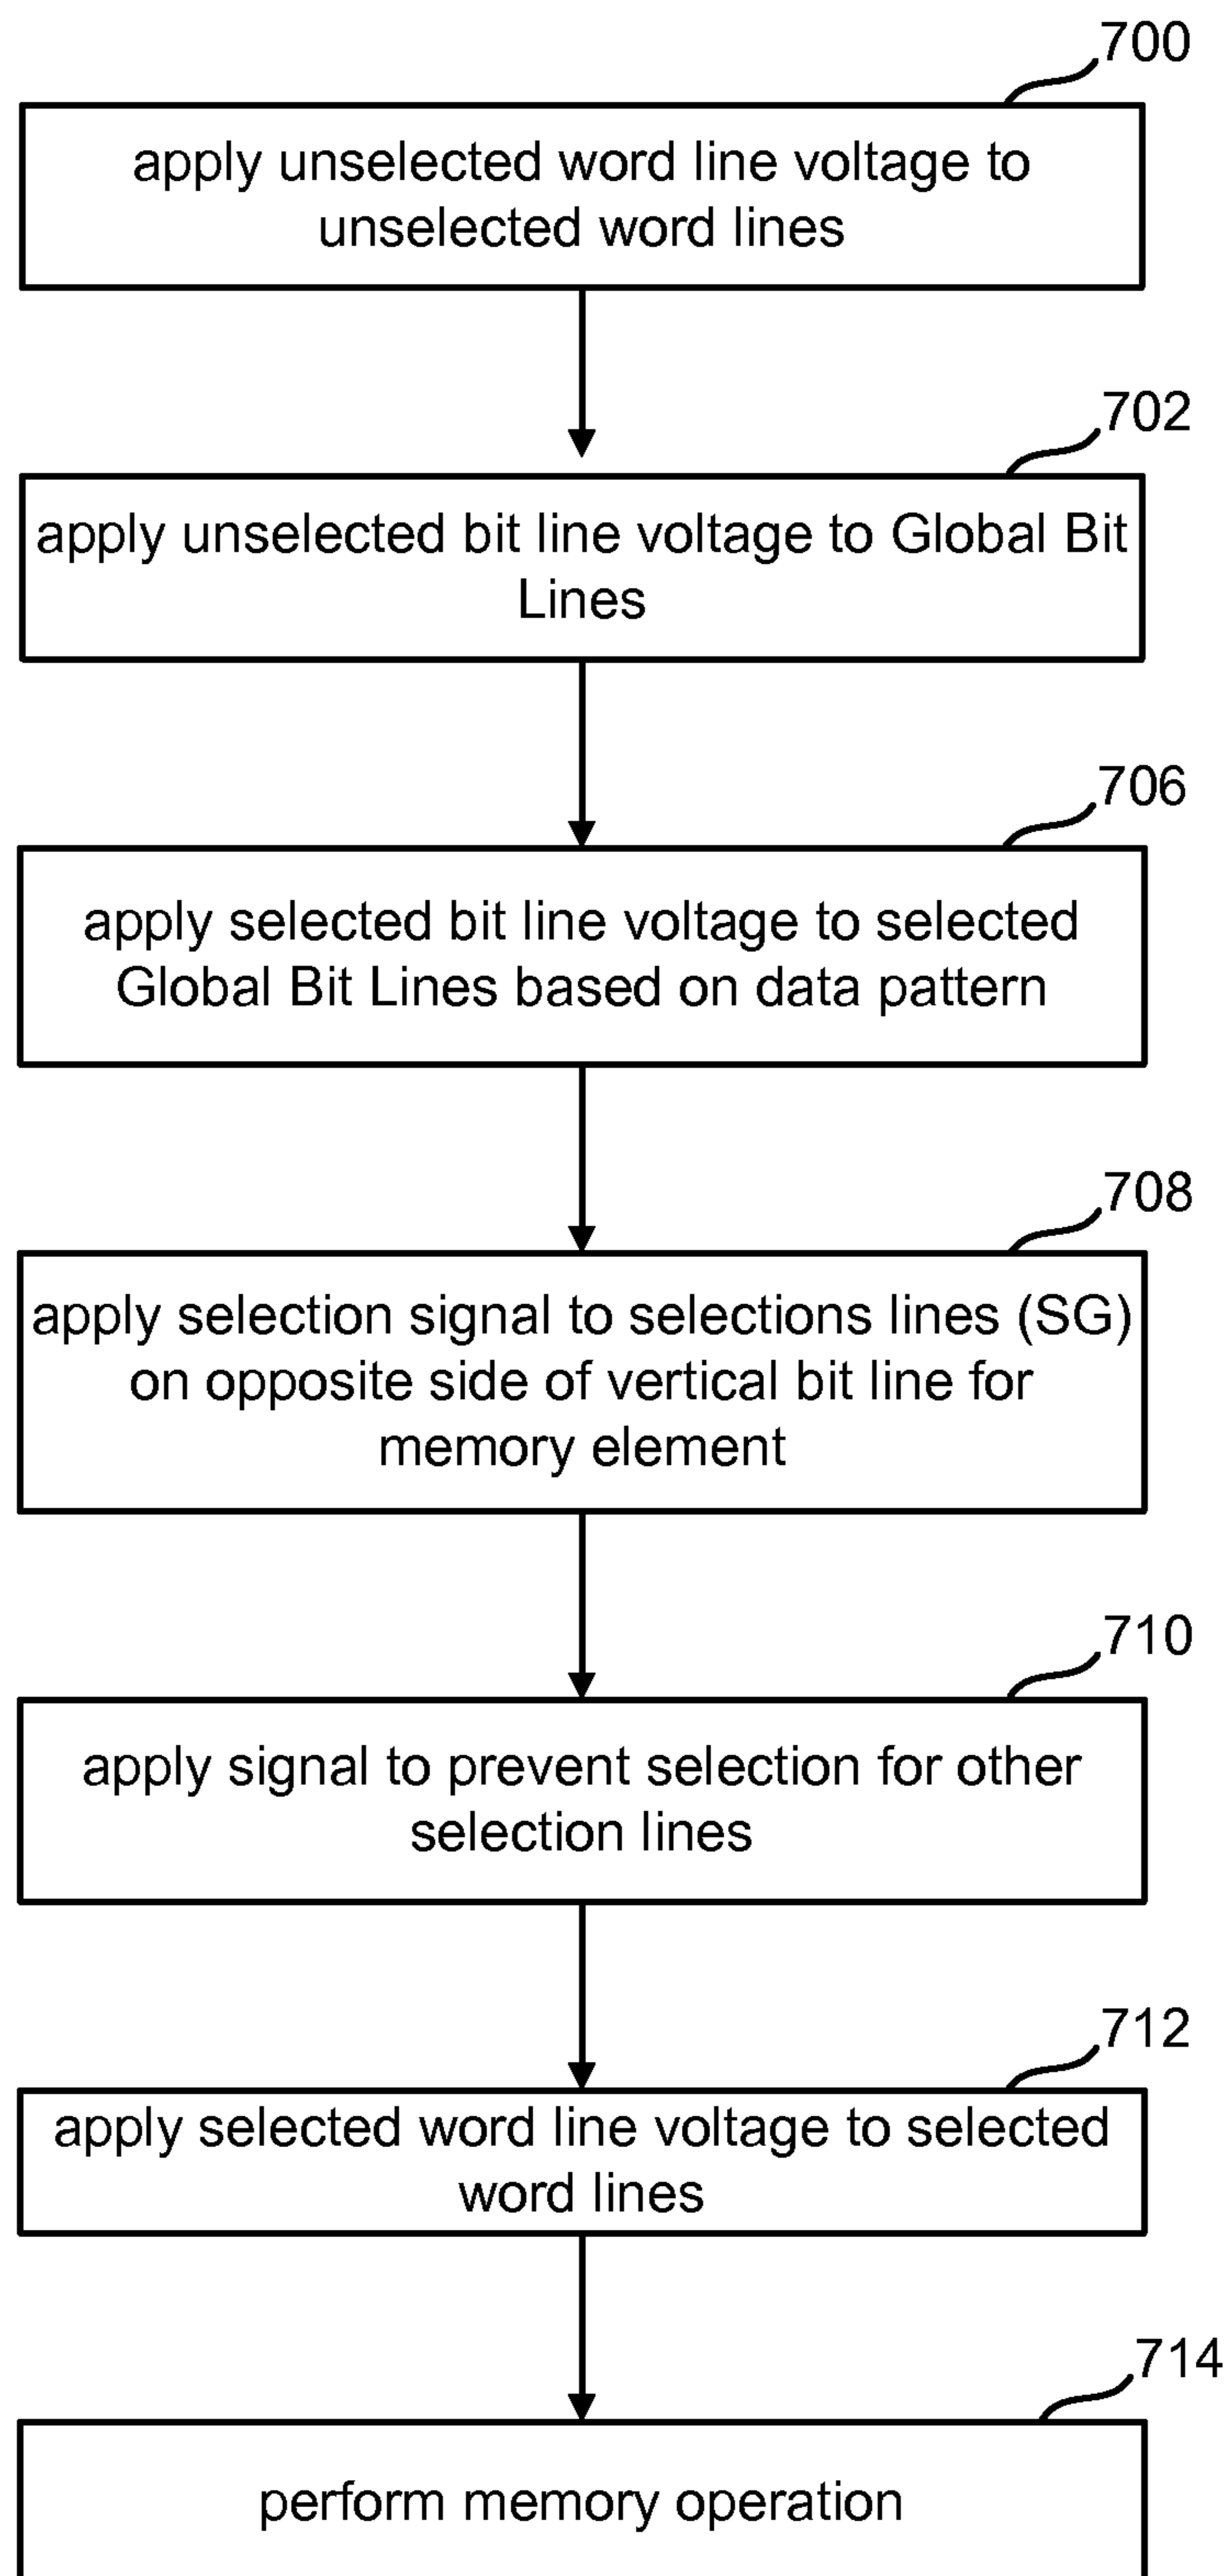 700
apply unselected word line voltage to
unselected word lines
702
apply unselected bit line voltage to Global Bit
Lines
706
apply selected bit line voltage to selected
Global Bit Lines based on data pattern
708
apply selection signal to selections lines (SG)
on opposite side of vertical bit line for
memory element
710
apply signal to prevent selection for other
selection lines
712
apply selected word line voltage to selected
word lines
714
perform memory operation